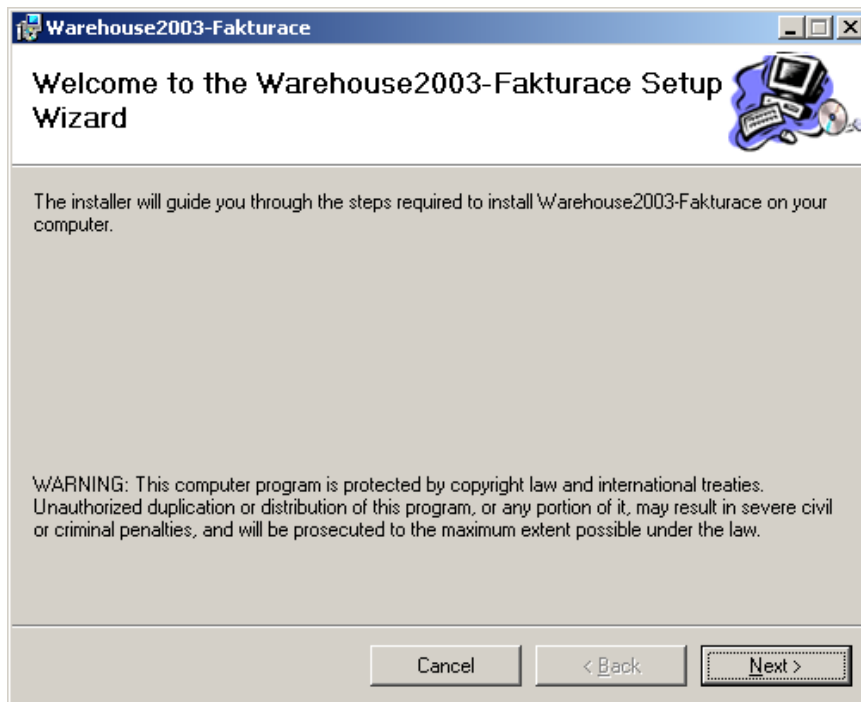 Warehouse2003-Fakturace
Welcome to the Warehouse2003-Fakturace Setup
Wizard
The installer will guide you through the steps required to install Warehouse2003-Fakturace on your
computer.
WARNING: This computer program is protected by copyright law and international treaties.
Unauthorized duplication or distribution of this program, or any portion of it, may result in severe civil
or criminal penalties, and will be prosecuted to the maximum extent possible under the law.
Cancel
< Back
Next >